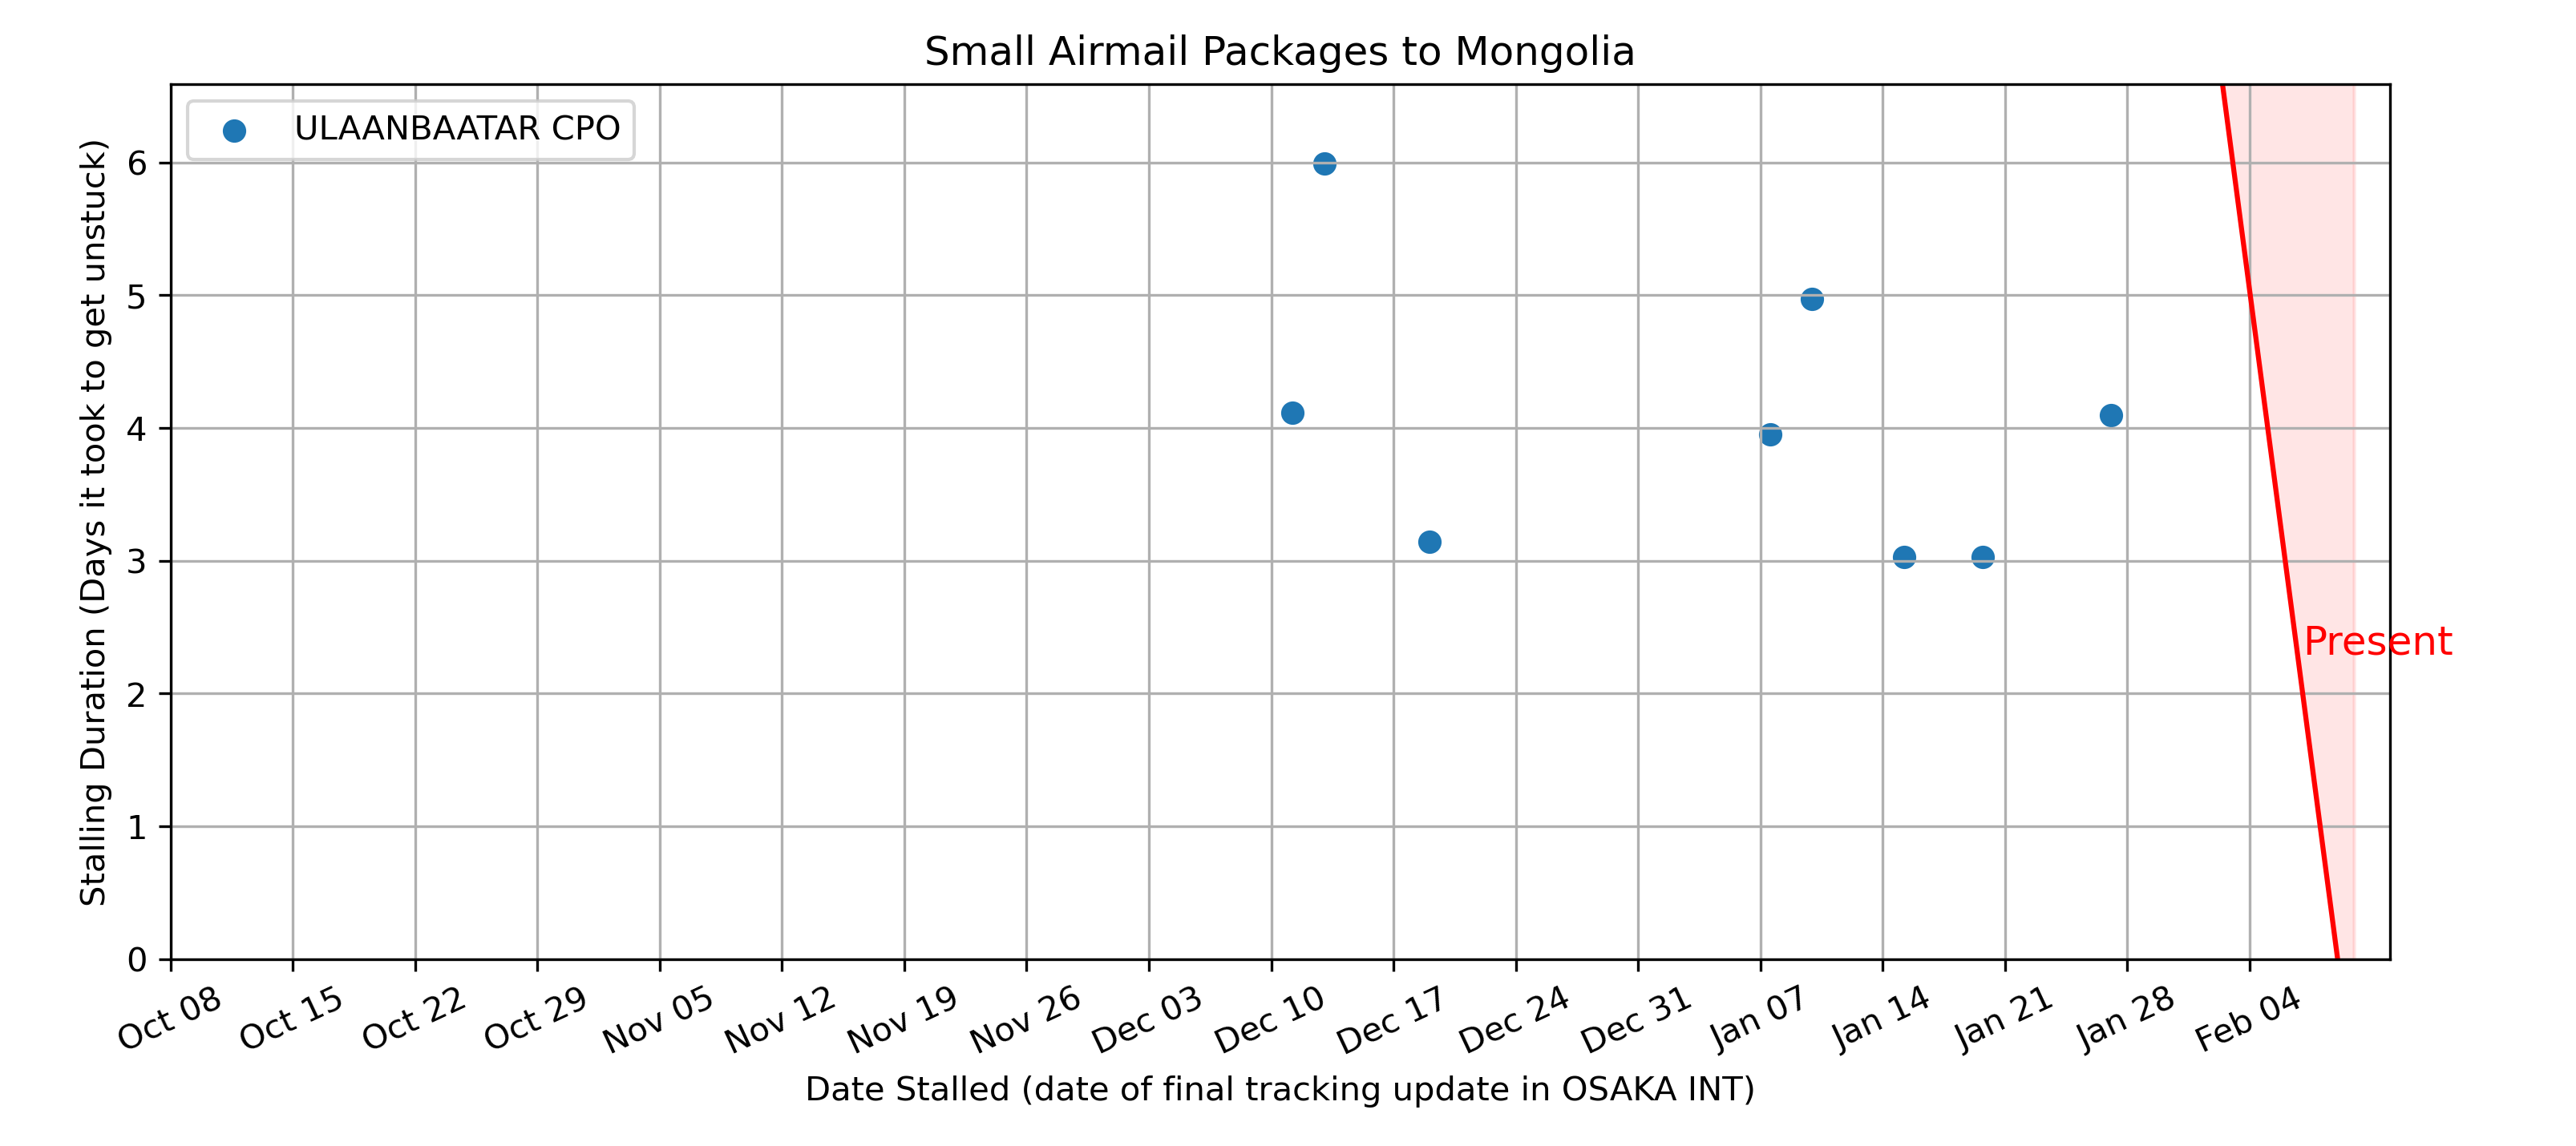 Small Airmail Packages to Mongolia
ULAANBAATAR CPO
Stalling Duration (Days it took to get unstuck)
6
5
4
3
2
1
0
Present
Oct 08
Oct 15
Oct 22
Oct 29
Nov 05
Nov 12
Nov 19
Nov 26
Dec 03
Dec 10
Dec 17
Dec 24
Dec 31
Jan 07
Jan 14
Jan 21
Jan 28
Feb 04
Date Stalled (date of final tracking update in OSAKA INT)